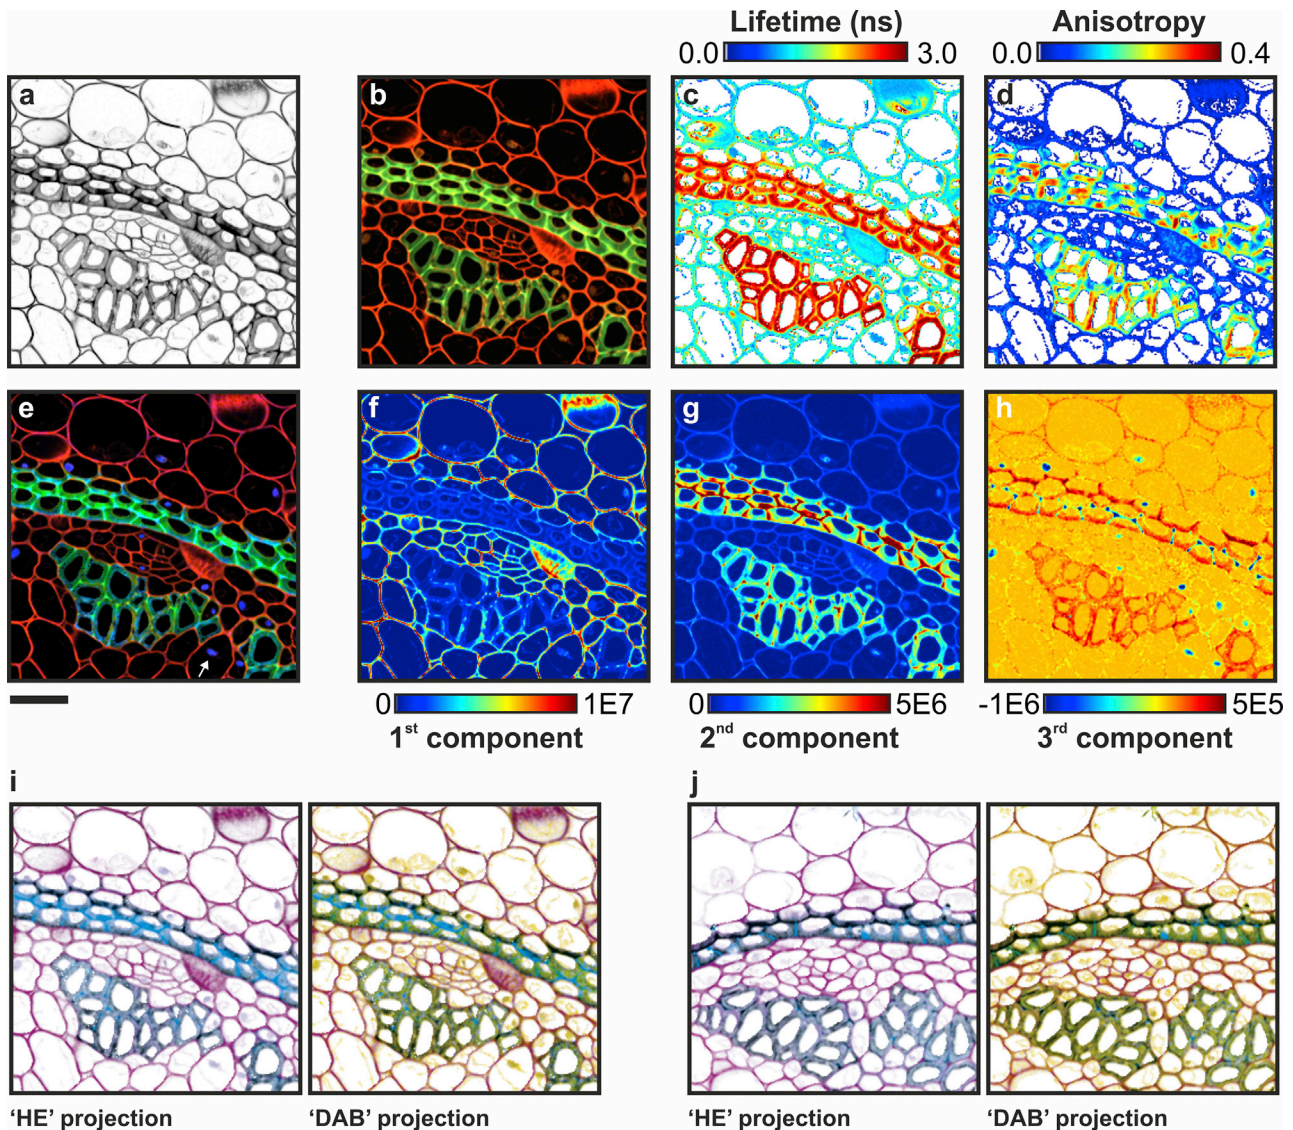 Lifetime (ns) Anisotropy
0.0 3.0 0.0 0.4
a b c d
e f g h
0 1E7 0 5E6 -1E6 5E5
1st component 2nd component 3rd component
i j
‘HE’ projection ‘DAB’ projection ‘HE’ projection ‘DAB’ projection